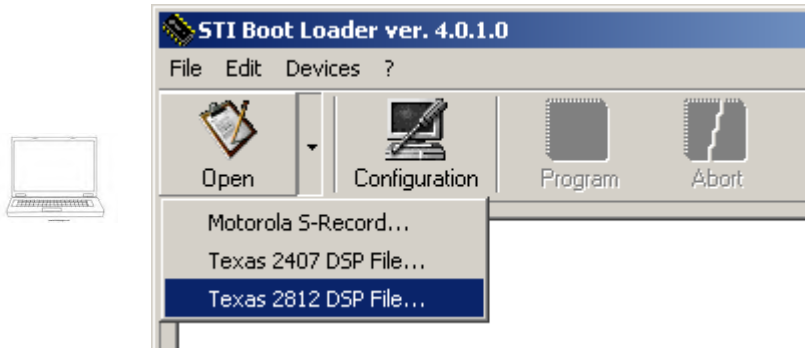 STI Boot Loader ver. 4.0.1.0
File Edit Devices ?
Open Configuration Program Abort
Motorola S-Record...
Texas 2407 DSP File...
Texas 2812 DSP File...